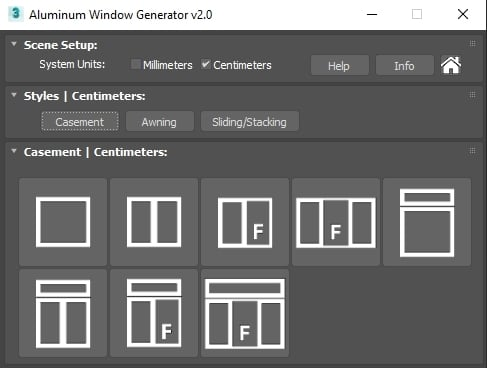 Aluminum Window Generator v2.0
Scene Setup:
System Units: Millimeters Centimeters Help Info
Styles | Centimeters:
Casement Awning Sliding/Stacking
Casement | Centimeters:
F F
F F